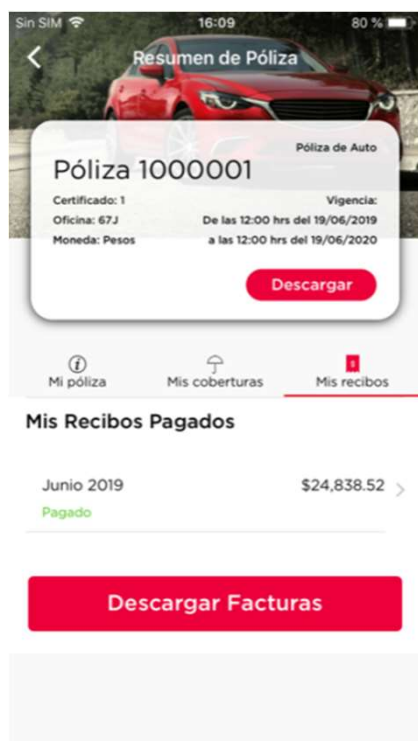 Sin SIM 16:09 80 %
Resumen de Póliza
Póliza de Auto
Póliza 1000001
Certificado: 1 Vigencia:
Oficina: 67J De las 12:00 hrs del 19/06/2019
Moneda: Pesos a las 12:00 hrs del 19/06/2020
Descargar
Mi póliza Mis coberturas Mis recibos
Mis Recibos Pagados
Junio 2019 $24,838.52
Pagado
Descargar Facturas